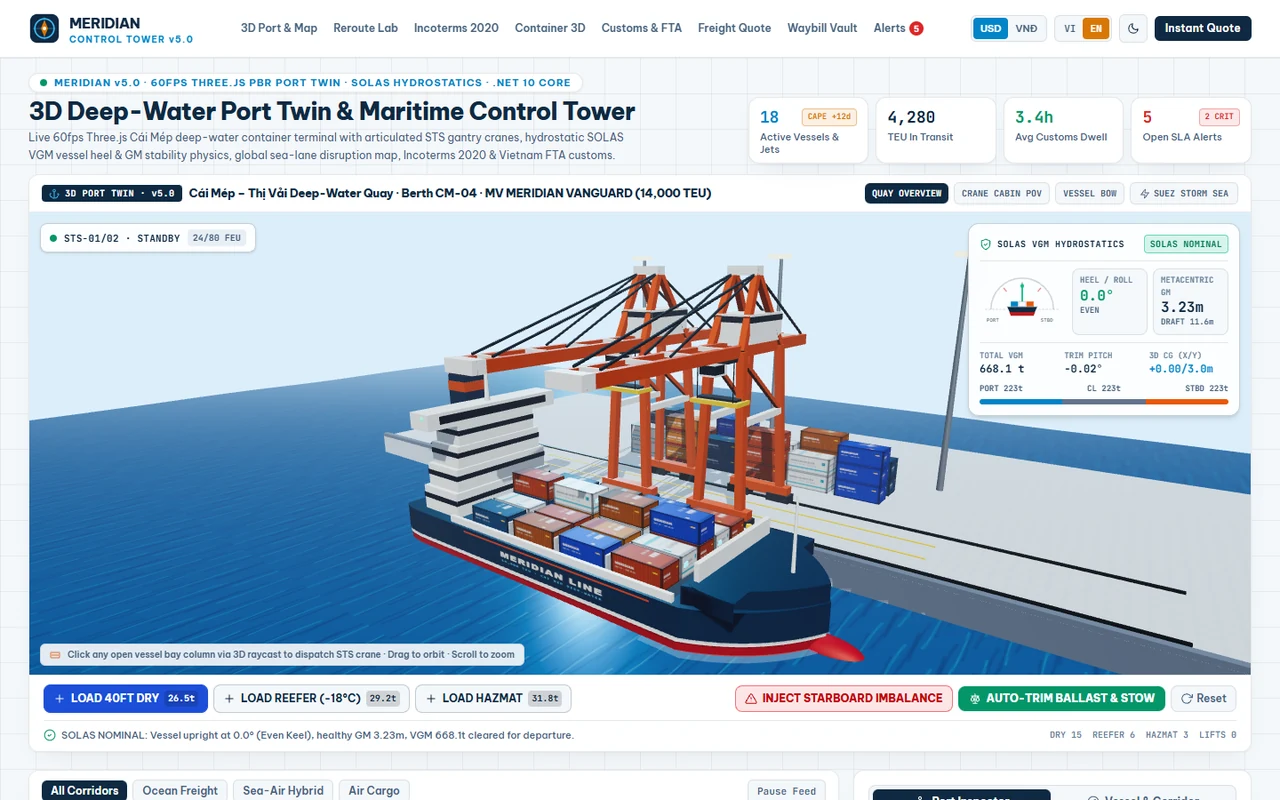 MERIDIAN
CONTROL TOWER v5.0
3D Port & Map
Reroute Lab
Incoterms 2020
Container 3D
Customs & FTA
Freight Quote
Waybill Vault
Alerts 5
USD
VNĐ
VI
EN
Instant Quote
MERIDIAN v5.0 · 60FPS THREE.JS PBR PORT TWIN · SOLAS HYDROSTATICS · .NET 10 CORE
3D Deep-Water Port Twin & Maritime Control Tower
Live 60fps Three.js Cái Mép deep-water container terminal with articulated STS gantry cranes, hydrostatic SOLAS
VGM vessel heel & GM stability physics, global sea-lane disruption map, Incoterms 2020 & Vietnam FTA customs.
18
CAPE +12d
Active Vessels &
Jets
4,280
TEU In Transit
3.4h
Avg Customs Dwell
5
2 CRIT
Open SLA Alerts
3D PORT TWIN · v5.0
Cái Mép – Thị Vải Deep-Water Quay · Berth CM-04 · MV MERIDIAN VANGUARD (14,000 TEU)
QUAY OVERVIEW
CRANE CABIN POV
VESSEL BOW
SUEZ STORM SEA
STS-01/02 · STANDBY
24/80 FEU
SOLAS VGM HYDROSTATICS
SOLAS NOMINAL
PORT
STBD
HEEL / ROLL
0.0°
EVEN
METACENTRIC
GM
3.23m
DRAFT 11.6m
TOTAL VGM
668.1 t
TRIM PITCH
-0.02°
3D CG (X/Y)
+0.00/3.0m
PORT 223t
CL 223t
STBD 223t
MERIDIAN LINE
Click any open vessel bay column via 3D raycast to dispatch STS crane · Drag to orbit · Scroll to zoom
LOAD 40FT DRY 26.5t
LOAD REEFER (-18°C) 29.2t
LOAD HAZMAT 31.8t
INJECT STARBOARD IMBALANCE
AUTO-TRIM BALLAST & STOW
Reset
SOLAS NOMINAL: Vessel upright at 0.0° (Even Keel), healthy GM 3.23m, VGM 668.1t cleared for departure.
DRY 15 REEFER 6 HAZMAT 3 LIFTS 0
All Corridors
Ocean Freight
Sea-Air Hybrid
Air Cargo
Pause Feed
Port Inspector
Vessel & Corridor